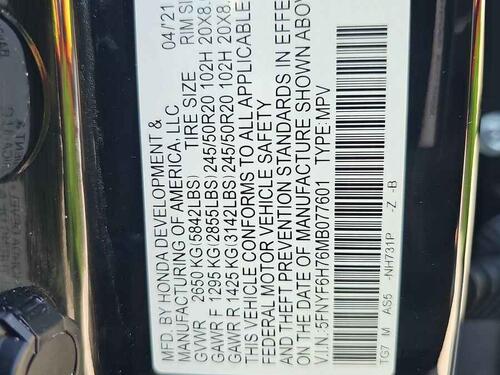 MFD. BY HONDA DEVELOPMENT & 04/21
MANUFACTURING OF AMERICA, LLC
TIRE SIZE RIM SI
GVWR 2650 KG(5842LBS)
GAWR F 1295 KG(2855LBS) 245/50R20 102H 20X8.
GAWR R 1425 KG(3142LBS) 245/50R20 102H 20X8.
THIS VEHICLE CONFORMS TO ALL APPLICABLE
FEDERAL MOTOR VEHICLE SAFETY
AND THEFT PREVENTION STANDARDS IN EFFE
ON THE DATE OF MANUFACTURE SHOWN ABOV
V.I.N.:5FNYF6H76MB077601 TYPE:MPV
TG7 M AS5 -NH731P -Z -B